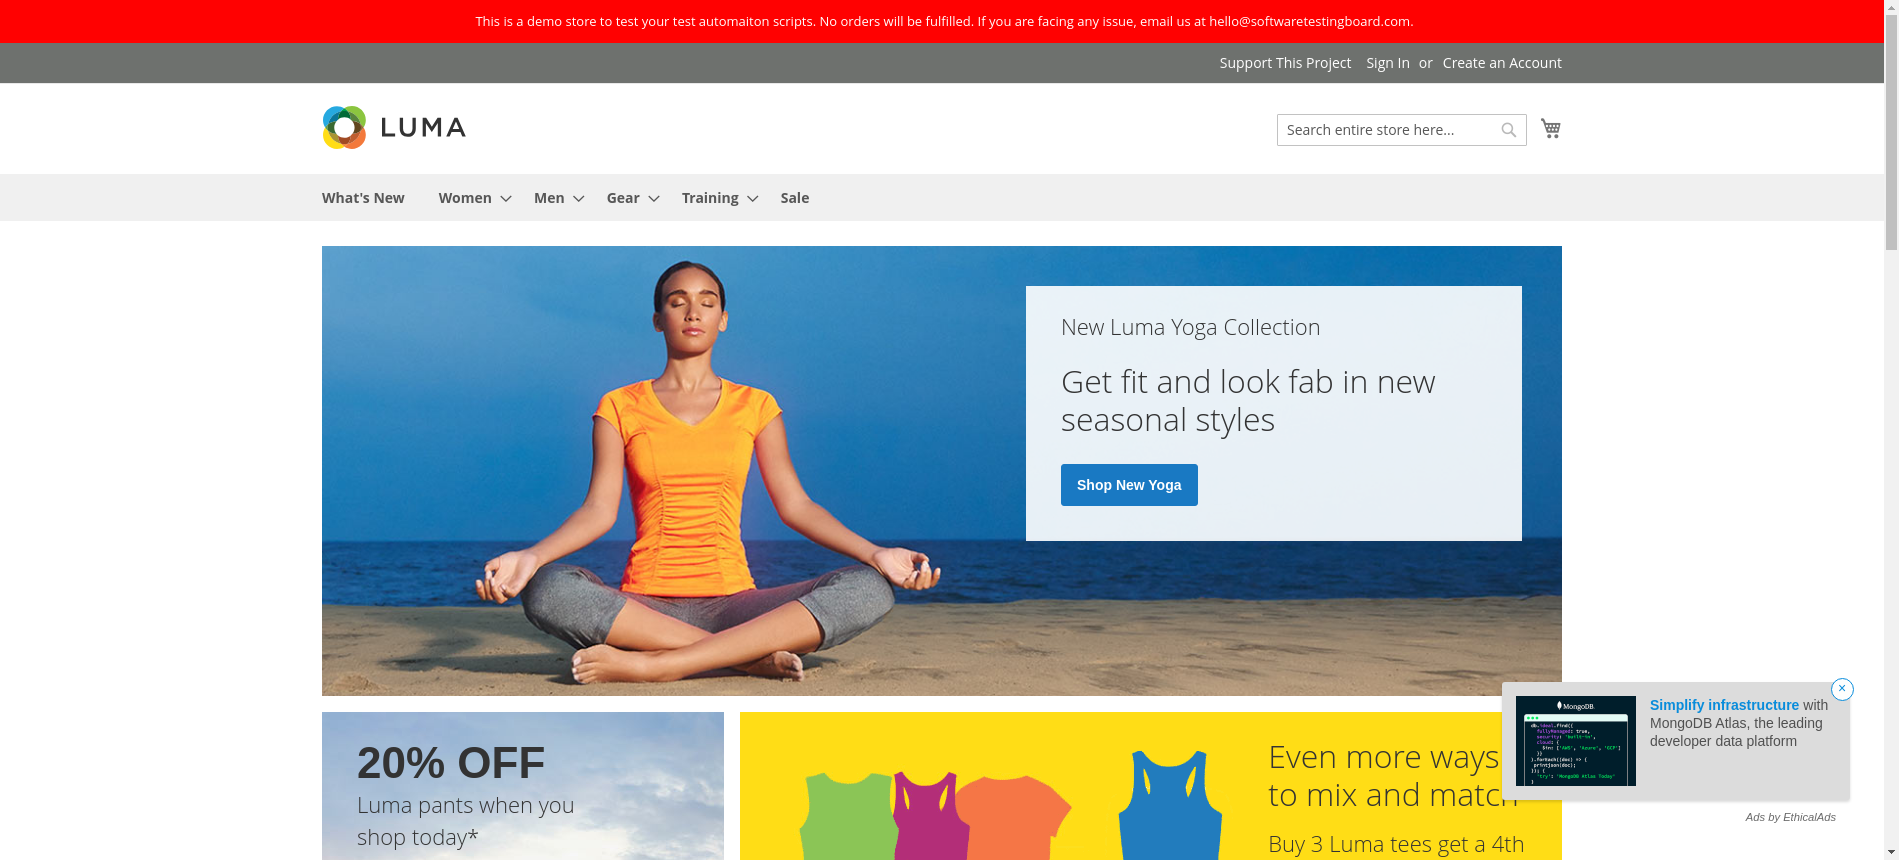 This is a demo store to test your test automaiton scripts. No orders will be fulfilled. If you are facing any issue, email us at hello@softwaretestingboard.com.
Support This Project Sign In or Create an Account
LUMA
Search entire store here...
What's New Women Men Gear Training Sale
New Luma Yoga Collection
Get fit and look fab in new
seasonal styles
Shop New Yoga
20% OFF
Luma pants when you
shop today*
Even more ways
to mix and match
Buy 3 Luma tees get a 4th
MongoDB
Simplify infrastructure with
MongoDB Atlas, the leading
developer data platform
Ads by EthicalAds